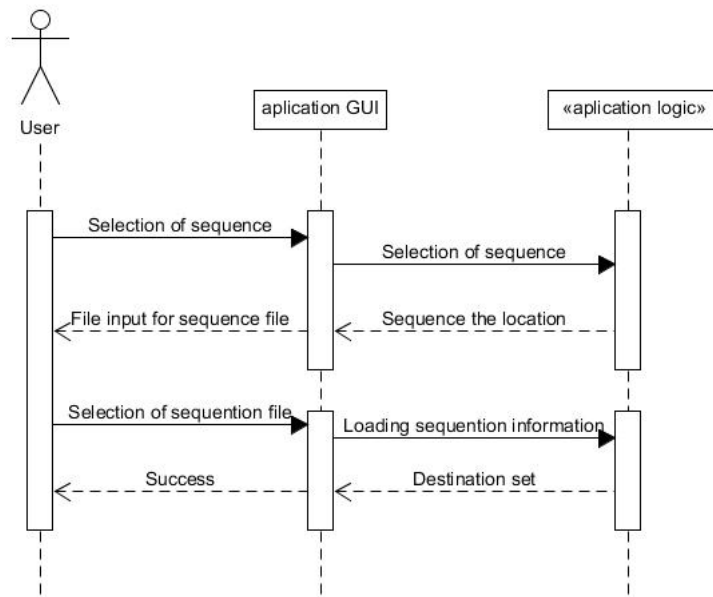 aplication GUI
«aplication logic»
User
Selection of sequence
Selection of sequence
File input for sequence file
Sequence the location
Selection of sequention file
Loading sequention information
Success
Destination set